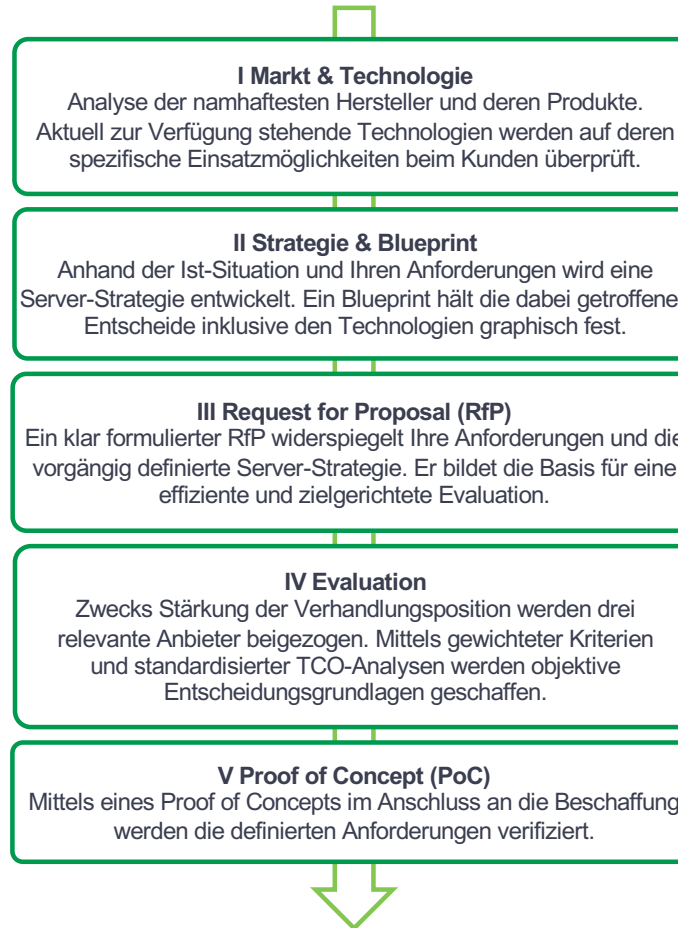 I Markt & Technologie
Analyse der namhaftesten Hersteller und deren Produkte.
Aktuell zur Verfügung stehende Technologien werden auf deren
spezifische Einsatzmöglichkeiten beim Kunden überprüft.
II Strategie & Blueprint
Anhand der Ist-Situation und Ihren Anforderungen wird eine
Server-Strategie entwickelt. Ein Blueprint hält die dabei getroffene
Entscheide inklusive den Technologien graphisch fest.
III Request for Proposal (RfP)
Ein klar formulierter RfP widerspiegelt Ihre Anforderungen und die
vorgängig definierte Server-Strategie. Er bildet die Basis für eine
effiziente und zielgerichtete Evaluation.
IV Evaluation
Zwecks Stärkung der Verhandlungsposition werden drei
relevante Anbieter beigezogen. Mittels gewichteter Kriterien
und standardisierter TCO-Analysen werden objektive
Entscheidungsgrundlagen geschaffen.
V Proof of Concept (PoC)
Mittels eines Proof of Concepts im Anschluss an die Beschaffung
werden die definierten Anforderungen verifiziert.